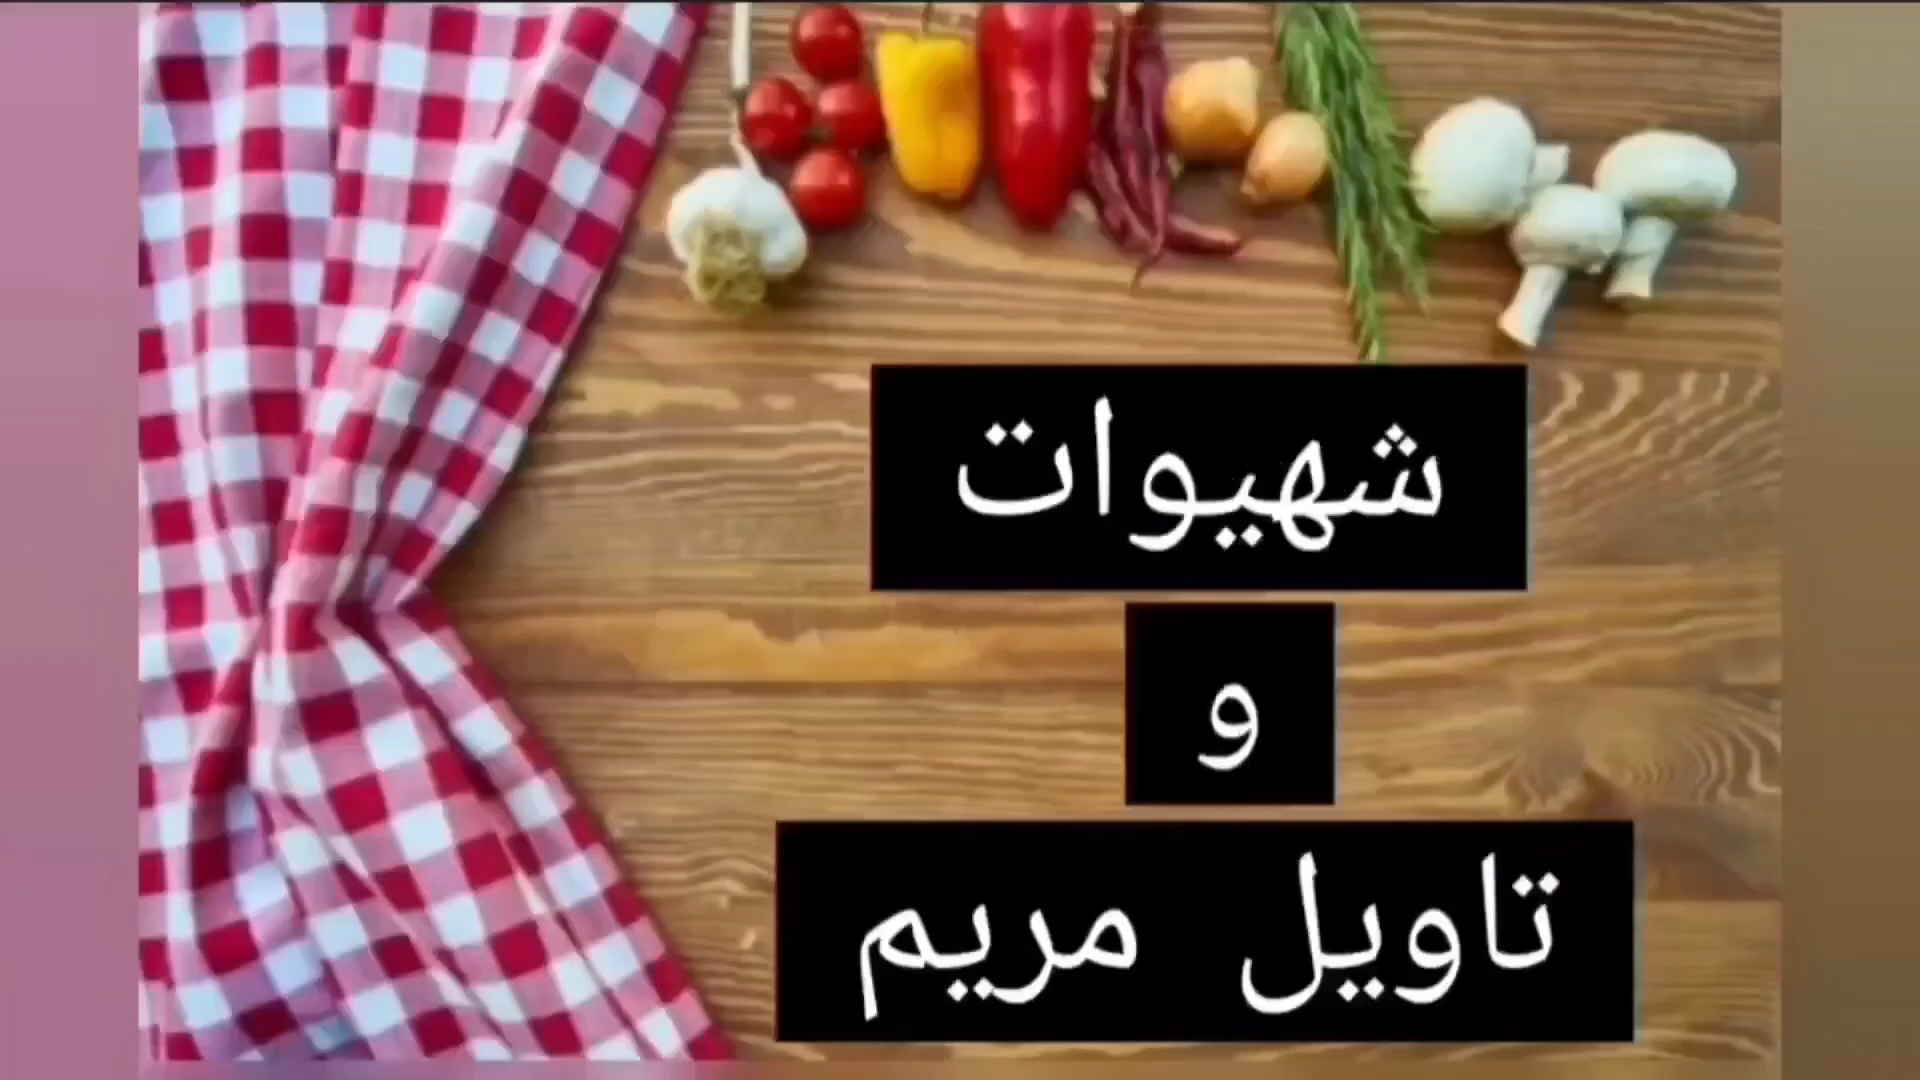 شهيوات
و
تاويل مريم